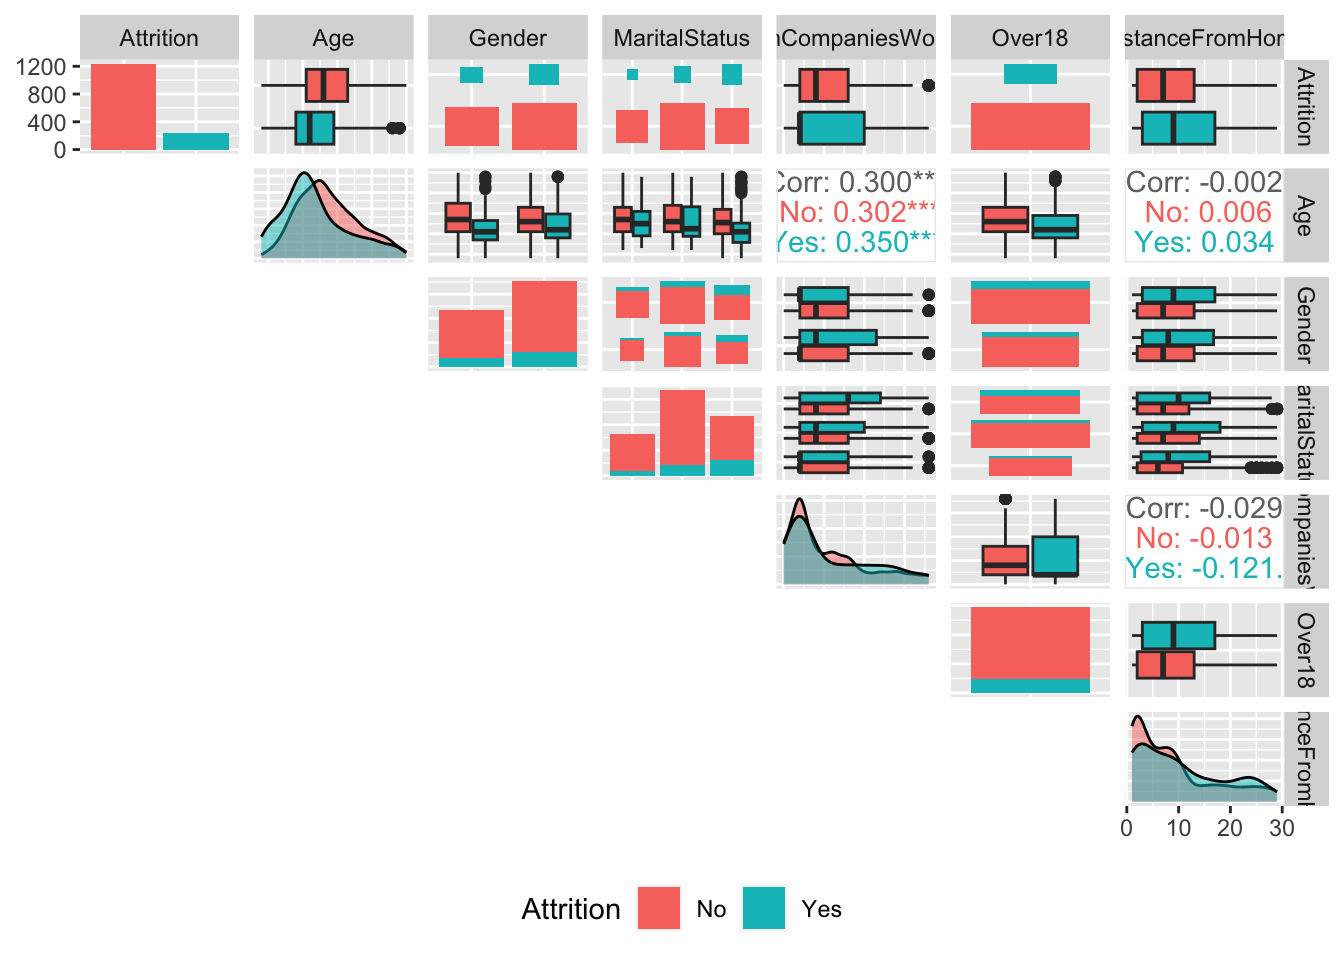 Attrition Age Gender MaritalStatus nCompaniesWo Over18 stanceFromHor
1200
800
400
0
Attrition
Corr: 0.300**
No: 0.302***
Yes: 0.350***
Corr: -0.002
No: 0.006
Yes: 0.034
Age
Gender
aritalStatu
Corr: -0.029
No: -0.013
Yes: -0.121.
ompanies
Over18
nceFrom
0 10 20 30
Attrition No Yes